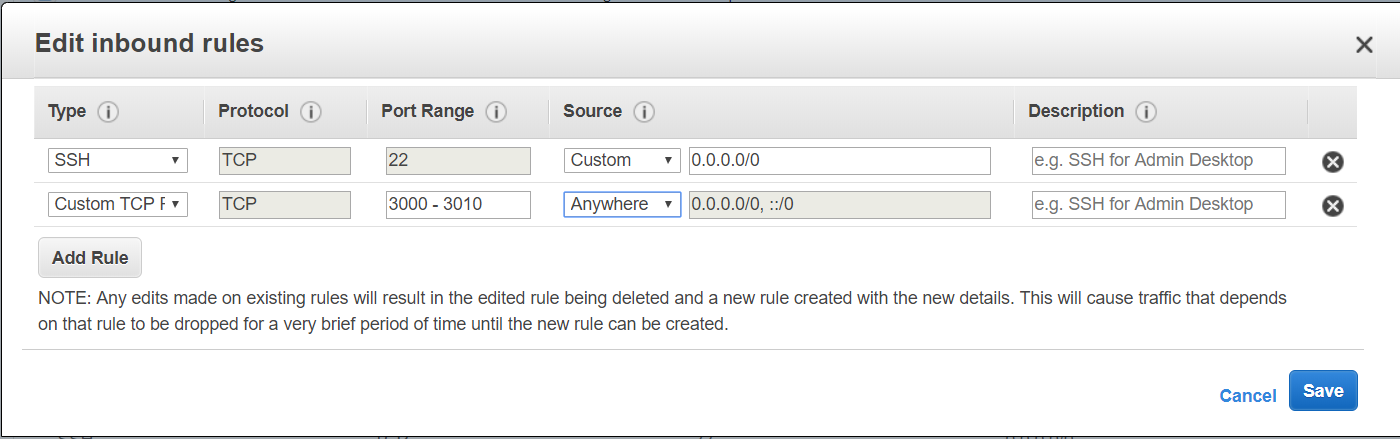 Edit inbound rules
Type Protocol Port Range Source Description
SSH TCP 22 Custom 0.0.0.0/0 e.g. SSH for Admin Desktop
Custom TCP TCP 3000 - 3010 Anywhere 0.0.0.0/0, ::/0 e.g. SSH for Admin Desktop
Add Rule
NOTE: Any edits made on existing rules will result in the edited rule being deleted and a new rule created with the new details. This will cause traffic that depends
on that rule to be dropped for a very brief period of time until the new rule can be created.
Cancel Save